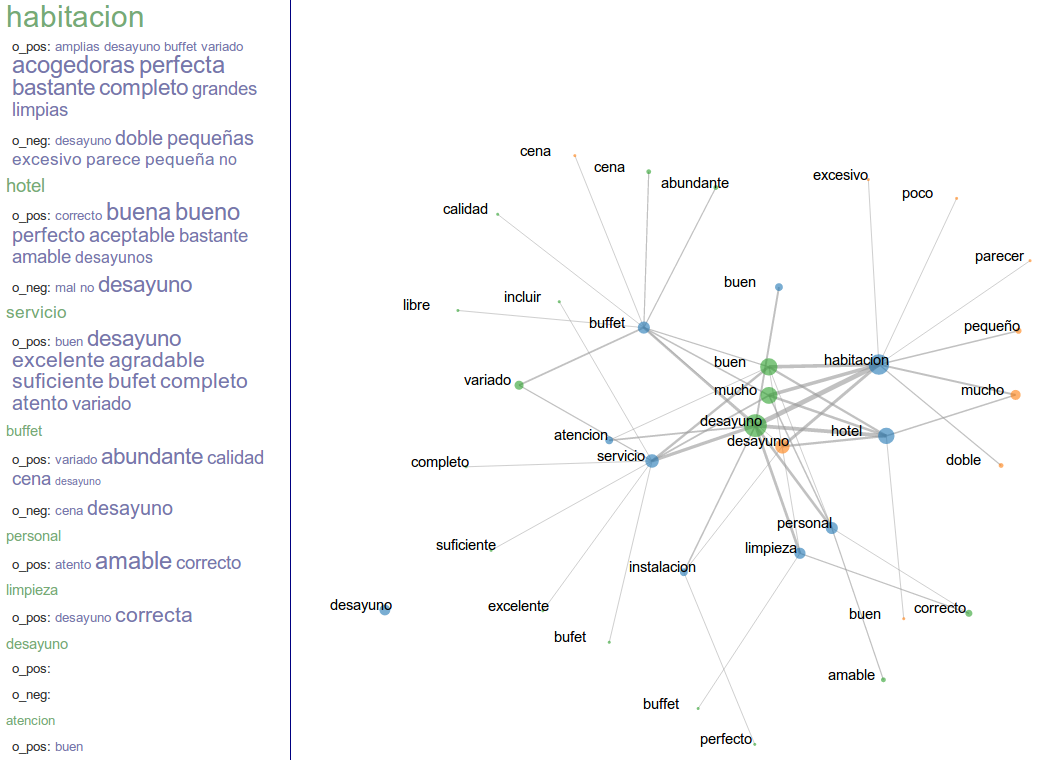 habitacion
o_pos: amplias desayuno buffet variado
acogedoras perfecta
bastante completo grandes
limpias
o_neg: desayuno doble pequeñas
excesivo parece pequeña no
hotel
o_pos: correcto buena bueno
perfecto aceptable bastante
amable desayunos
o_neg: mal no desayuno
servicio
o_pos: buen desayuno
excelente agradable
suficiente bufet completo
atento variado
buffet
o_pos: variado abundante calidad
cena desayuno
o_neg: cena desayuno
personal
o_pos: atento amable correcto
limpieza
o_pos: desayuno correcta
desayuno
o_pos:
o_neg:
atencion
o_pos: buen
cena
cena
abundante
excesivo
poco
calidad
parecer
buen
incluir
libre
buffet
pequeño
buen
habitacion
variado
mucho
mucho
desayuno
hotel
atencion
desayuno
servicio
completo
doble
personal
suficiente
limpieza
instalacion
desayuno
excelente
buen
correcto
bufet
amable
buffet
perfecto